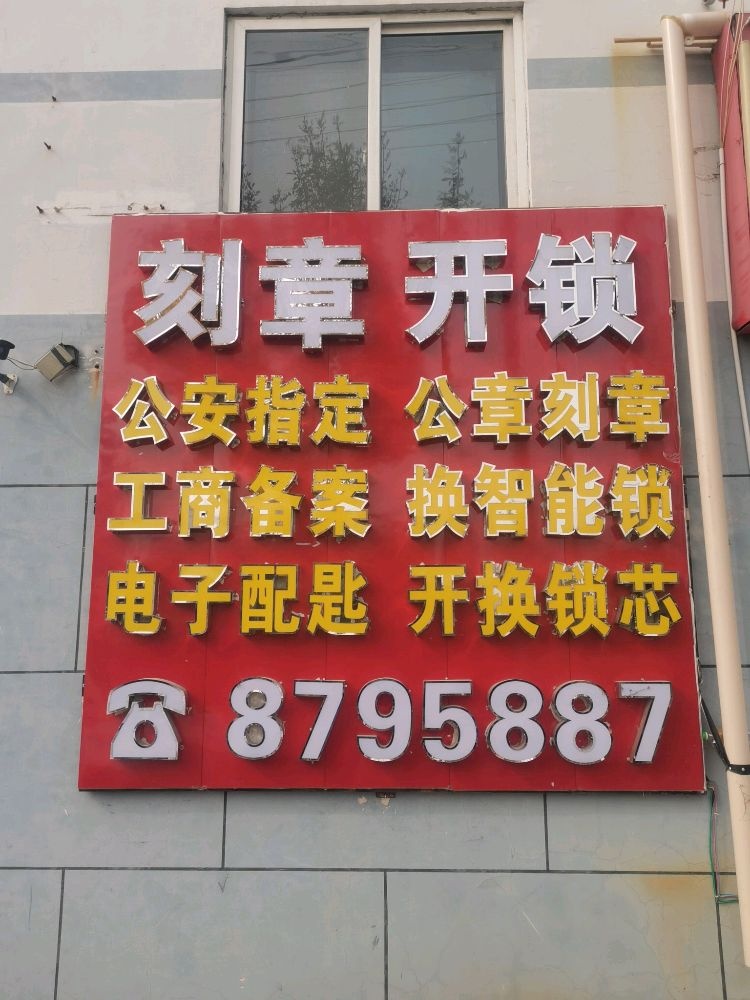 刻章 开锁
公安指定 公章刻章
工商备案 换智能锁
电子配匙 开换锁芯
☎ 8795887